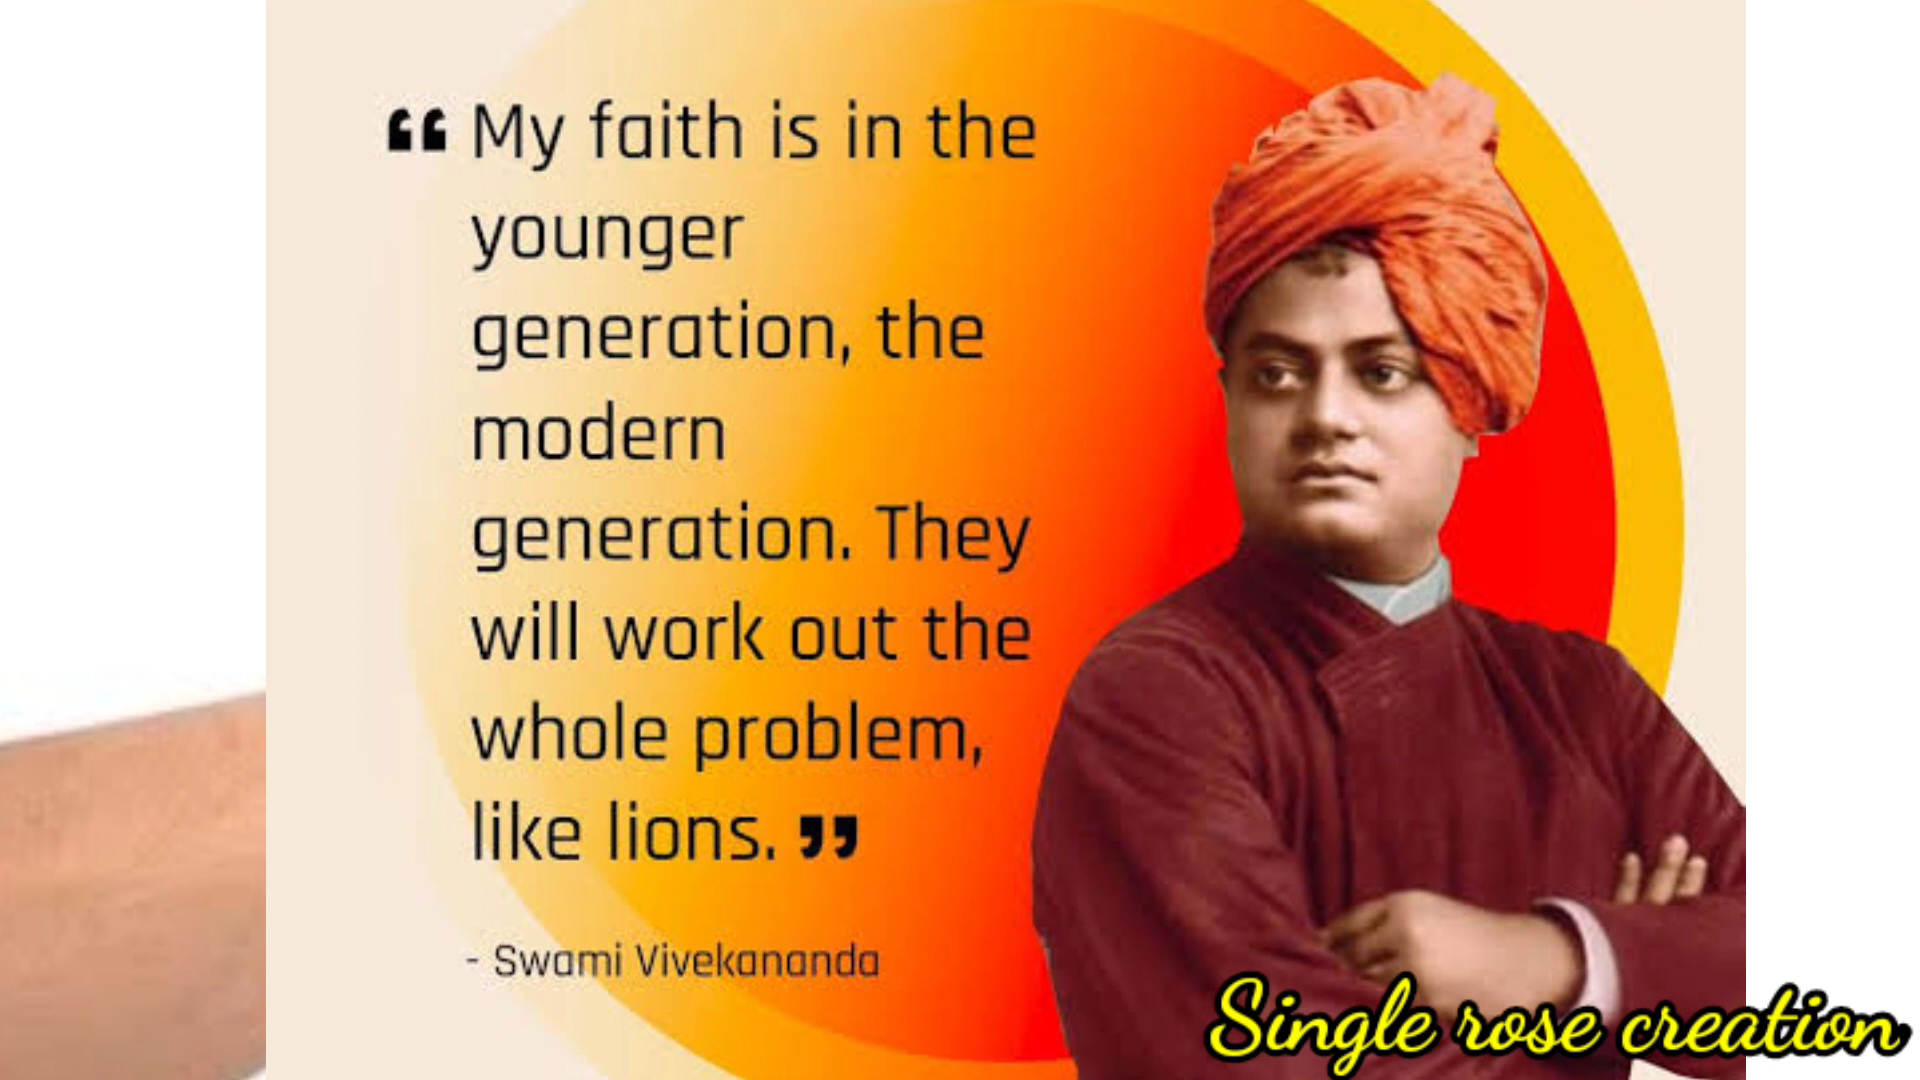 “ My faith is in the
younger
generation, the
modern
generation. They
will work out the
whole problem,
like lions. ”
- Swami Vivekananda
Single rose creation